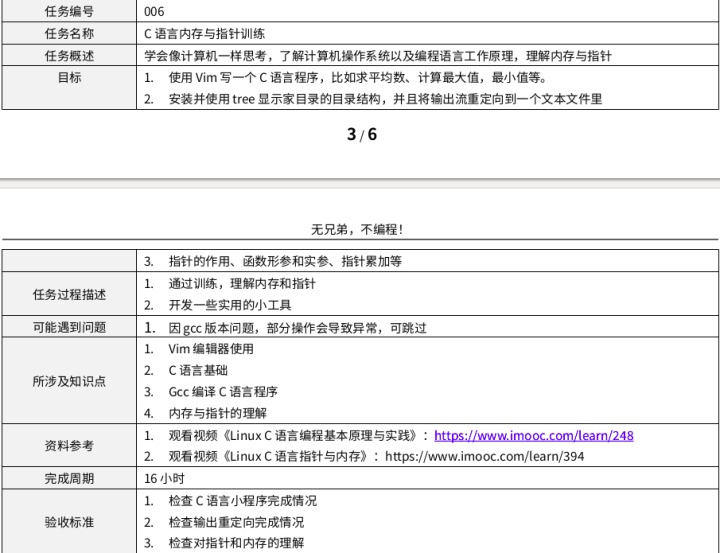 任务编号 006
任务名称 C 语言内存与指针训练
任务概述 学会像计算机一样思考，了解计算机操作系统以及编程语言工作原理，理解内存与指针
目标 1. 使用 Vim 写一个 C 语言程序，比如求平均数、计算最大值，最小值等。
2. 安装并使用 tree 显示家目录的目录结构，并且将输出流重定向到一个文本文件里
3 / 6
无兄弟，不编程！
3. 指针的作用、函数形参和实参、指针累加等
任务过程描述 1. 通过训练，理解内存和指针
2. 开发一些实用的小工具
可能遇到问题 1. 因 gcc 版本问题，部分操作会导致异常，可跳过
所涉及知识点 1. Vim 编辑器使用
2. C 语言基础
3. Gcc 编译 C 语言程序
4. 内存与指针的理解
资料参考 1. 观看视频《Linux C 语言编程基本原理与实践》：https://www.imooc.com/learn/248
2. 观看视频《Linux C 语言指针与内存》：https://www.imooc.com/learn/394
完成周期 16 小时
验收标准 1. 检查 C 语言小程序完成情况
2. 检查输出重定向完成情况
3. 检查对指针和内存的理解